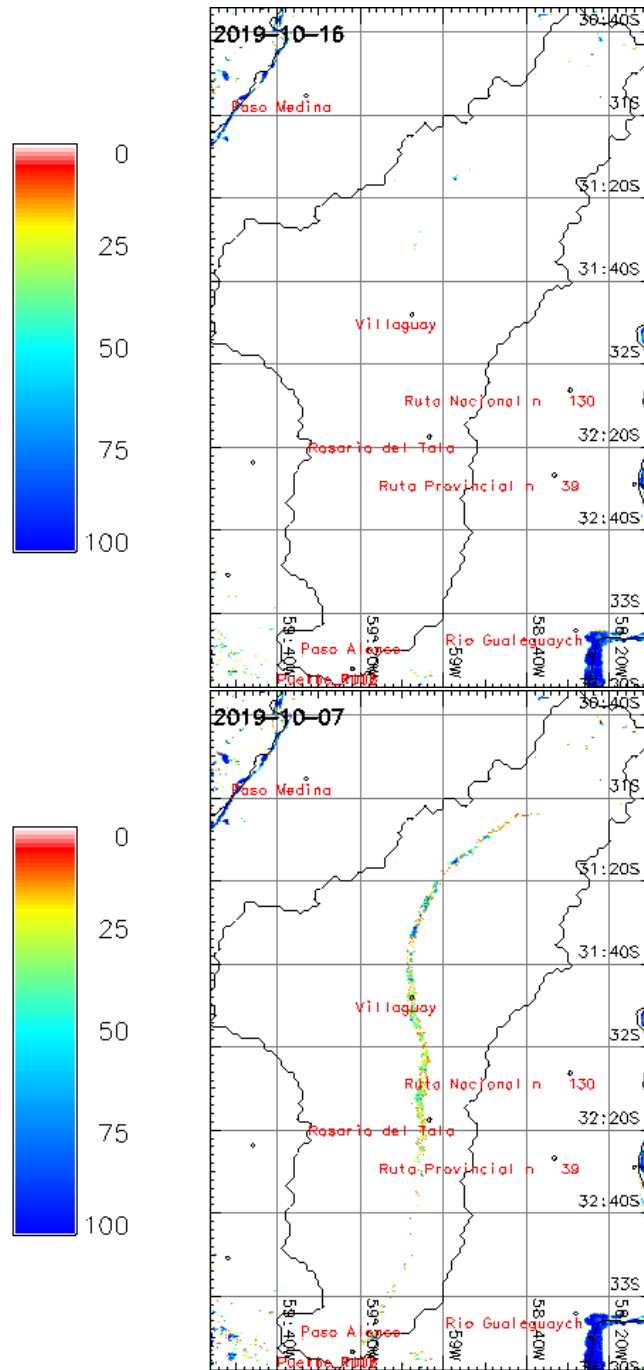 2019-10-16
30:40S
Paso Medina
31S
0
31:20S
25
31:40S
Villaguay
50
32S
Ruta Nacional n 130
75
32:20S
Rosario del Tala
Ruta Provincial n 39
100
32:40S
33S
59:40W
59W
58:40W
58:20W
Rio Gualeguaych
Paso Alonso
2019-10-07
30:40S
Paso Medina
31S
0
31:20S
25
31:40S
Villaguay
50
32S
Ruta Nacional n 130
75
32:20S
Rosario del Tala
Ruta Provincial n 39
100
32:40S
33S
59:40W
59W
58:40W
58:20W
Rio Gualeguaych
Paso Alonso